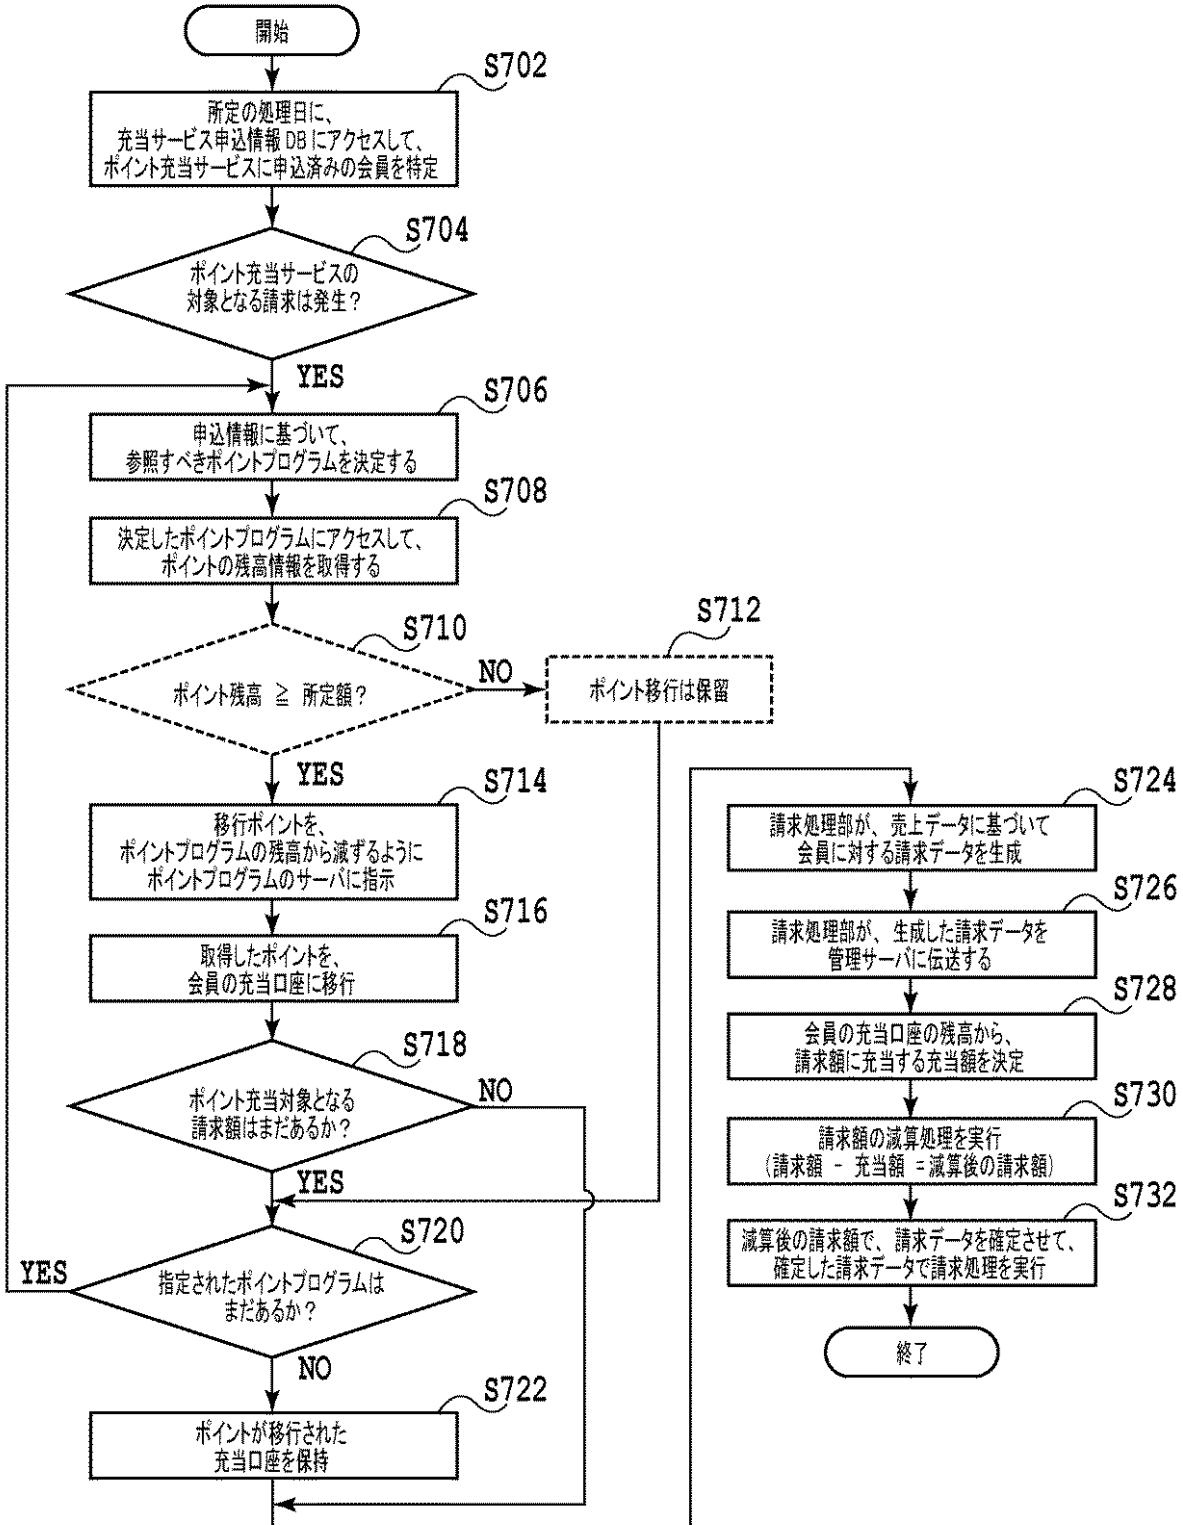 開始
S702
所定の処理日に、
充当サービス申込情報DBにアクセスして、
ポイント充当サービスに申込済みの会員を特定
S704
ポイント充当サービスの
対象となる請求は発生?
YES
S706
申込情報に基づいて、
参照すべきポイントプログラムを決定する
S708
決定したポイントプログラムにアクセスして、
ポイントの残高情報を取得する
S710
ポイント残高 ≧ 所定額?
NO
S712
ポイント移行は保留
YES
S714
移行ポイントを、
ポイントプログラムの残高から減ずるように
ポイントプログラムのサーバに指示
S716
取得したポイントを、
会員の充当口座に移行
S718
ポイント充当対象となる
請求額はまだあるか?
NO
YES
S720
指定されたポイントプログラムは
まだあるか?
YES
NO
S722
ポイントが移行された
充当口座を保持
S724
請求処理部が、売上データに基づいて
会員に対する請求データを生成
S726
請求処理部が、生成した請求データを
管理サーバに伝送する
S728
会員の充当口座の残高から、
請求額に充当する充当額を決定
S730
請求額の減算処理を実行
(請求額 - 充当額 =減算後の請求額)
S732
減算後の請求額で、請求データを確定させて、
確定した請求データで請求処理を実行
終了